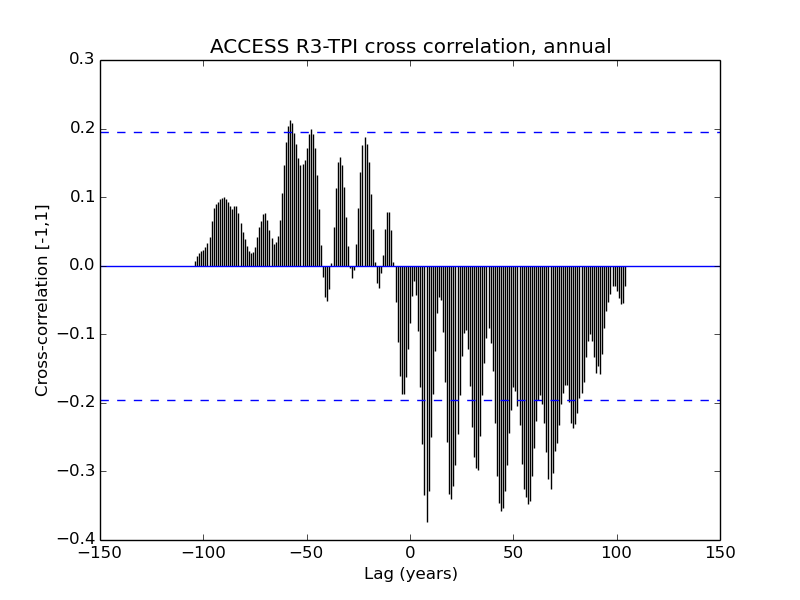 ACCESS R3-TPI cross correlation, annual
0.3
0.2
0.1
0.0
−0.1
−0.2
−0.3
−0.4
Cross-correlation [-1,1]
−150 −100 −50 0 50 100 150
Lag (years)